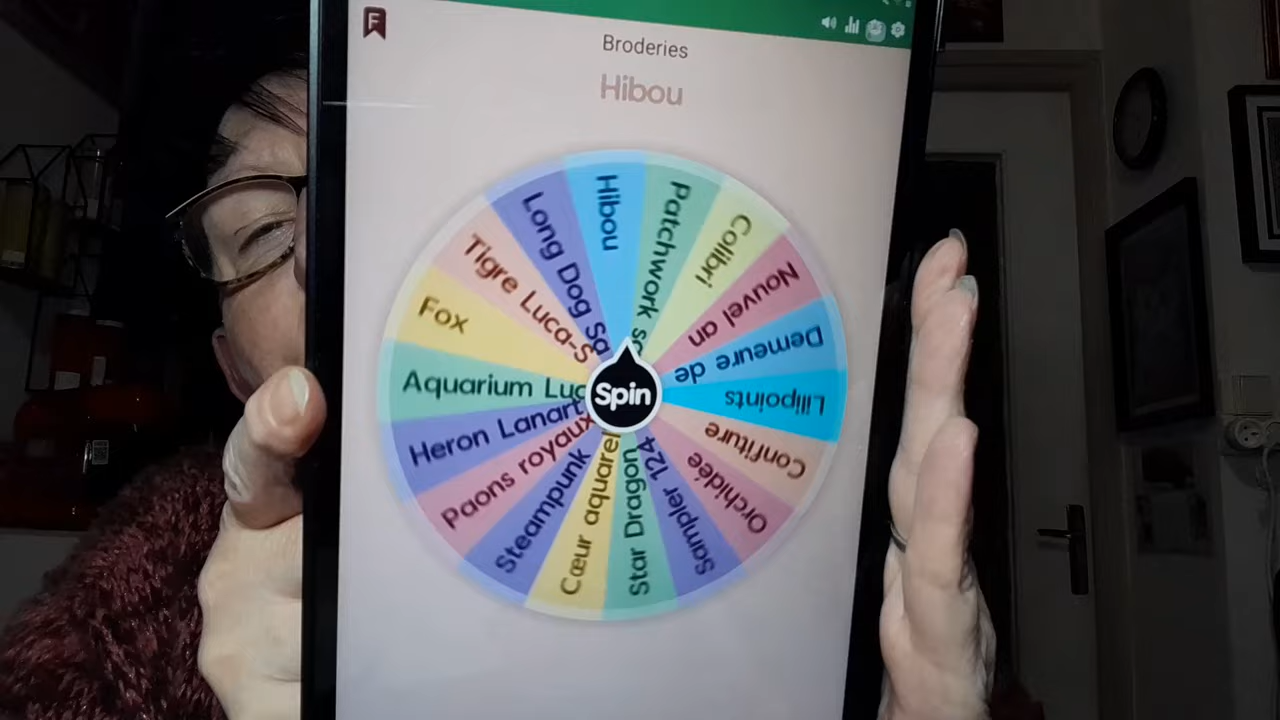 F
Broderies
Hibou
Hibou
Patchwork sc
Colibri
Nouvel an
Demeure de
Lilipoints
Confiture
Orchidée
Sampler 124
Star Dragon
Cœur aquarel
Steampunk
Paons royaux
Heron Lanart
Aquarium Luc
Fox
Tigre Luca-S
Long Dog Sa
Spin